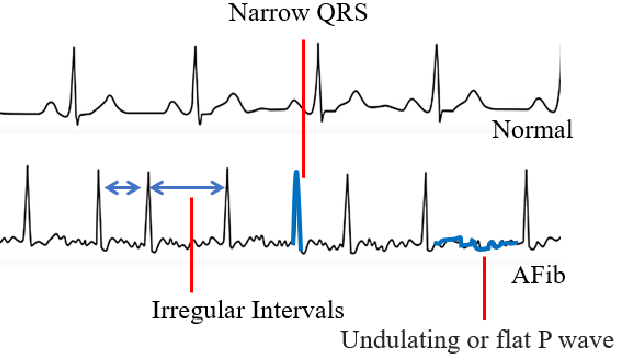 Narrow QRS
Normal
AFib
Irregular Intervals
Undulating or flat P wave